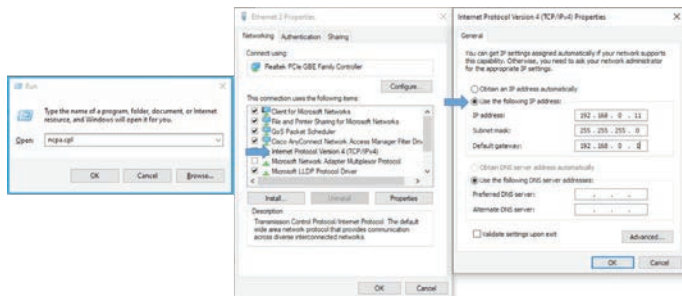 Run
Type the name of a program, folder, document, or Internet
resource, and Windows will open it for you.
Open:
ncpa.cpl
OK
Cancel
Browse...
Ethernet 2 Properties
Networking
Authentication
Sharing
Connect using:
Realtek PCIe GBE Family Controller
Configure...
This connection uses the following items:
Client for Microsoft Networks
File and Printer Sharing for Microsoft Networks
QoS Packet Scheduler
Cisco AnyConnect Network Access Manager Filter Driv
Internet Protocol Version 4 (TCP/IPv4)
Microsoft Network Adapter Multiplexor Protocol
Microsoft LLDP Protocol Driver
Install...
Uninstall
Properties
Description
Transmission Control Protocol/Internet Protocol. The default
wide area network protocol that provides communication
across diverse interconnected networks.
OK
Cancel
Internet Protocol Version 4 (TCP/IPv4) Properties
General
You can get IP settings assigned automatically if your network supports
this capability. Otherwise, you need to ask your network administrator
for the appropriate IP settings.
Obtain an IP address automatically
Use the following IP address:
IP address:
192 . 168 . 0 . 11
Subnet mask:
255 . 255 . 255 . 0
Default gateway:
192 . 168 . 0 .
Obtain DNS server address automatically
Use the following DNS server addresses:
Preferred DNS server:
. . .
Alternate DNS server:
. . .
Validate settings upon exit
Advanced...
OK
Cancel